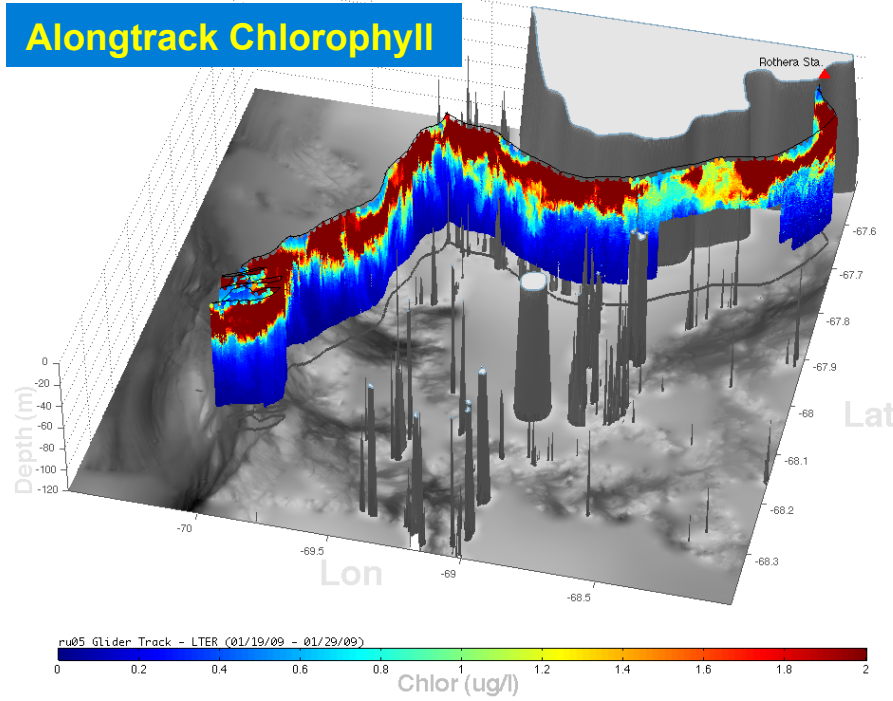 Alongtrack Chlorophyll
Rothera Sta.
-67.6
-67.7
-67.8
-67.9
-68
-68.1
-68.2
-68.3
Lat
0
-20
-40
-60
-80
-100
-120
Depth (m)
-70
-69.5
-69
-68.5
Lon
ru05 Glider Track - LTER (01/19/09 - 01/29/09)
0 0.2 0.4 0.6 0.8 1 1.2 1.4 1.6 1.8 2
Chlor (ug/l)